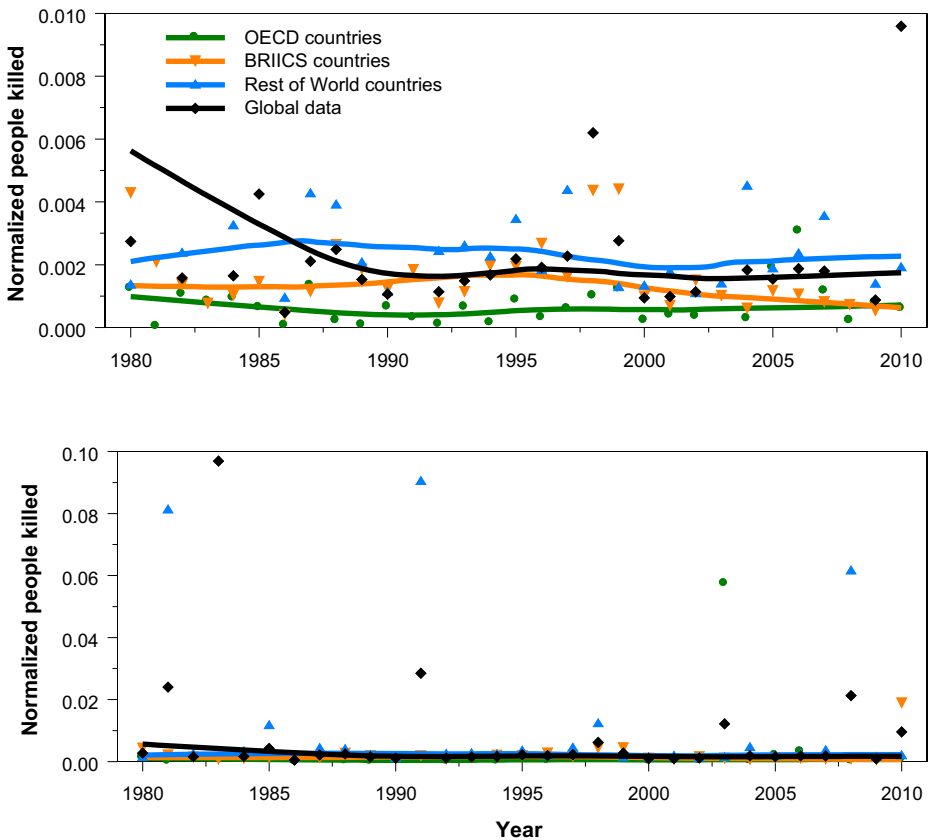 Normalized people killed
0.010
0.008
0.006
0.004
0.002
0.000
OECD countries
BRIICS countries
Rest of World countries
Global data
1980 1985 1990 1995 2000 2005 2010
Normalized people killed
0.10
0.08
0.06
0.04
0.02
0.00
1980 1985 1990 1995 2000 2005 2010
Year